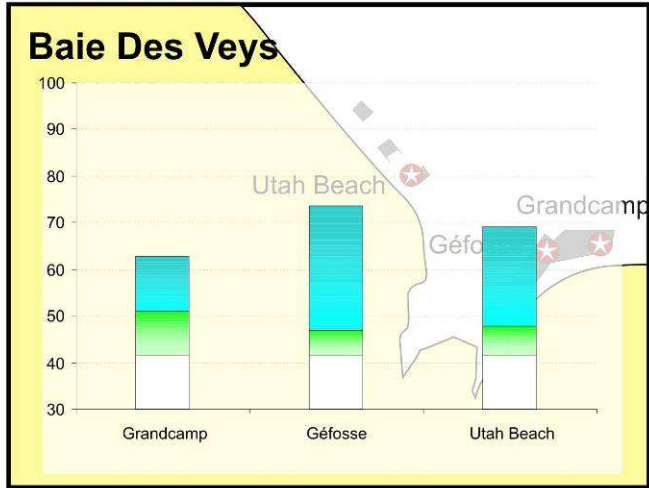 Baie Des Veys
100
90
80
70
60
50
40
30
Utah Beach
Grandcamp
Géfosse
Grandcamp Géfosse Utah Beach